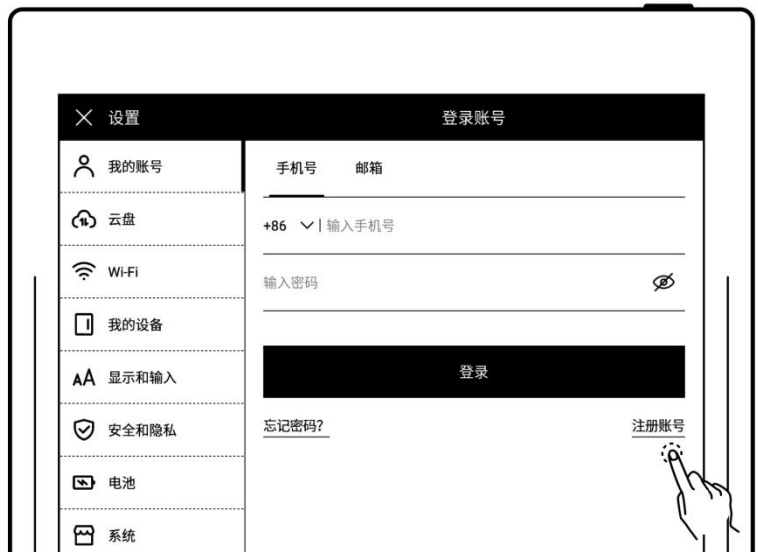 设置
登录账号
我的账号
云盘
Wi-Fi
我的设备
显示和输入
安全和隐私
电池
系统
手机号 邮箱
+86 输入手机号
输入密码
登录
忘记密码？ 注册账号